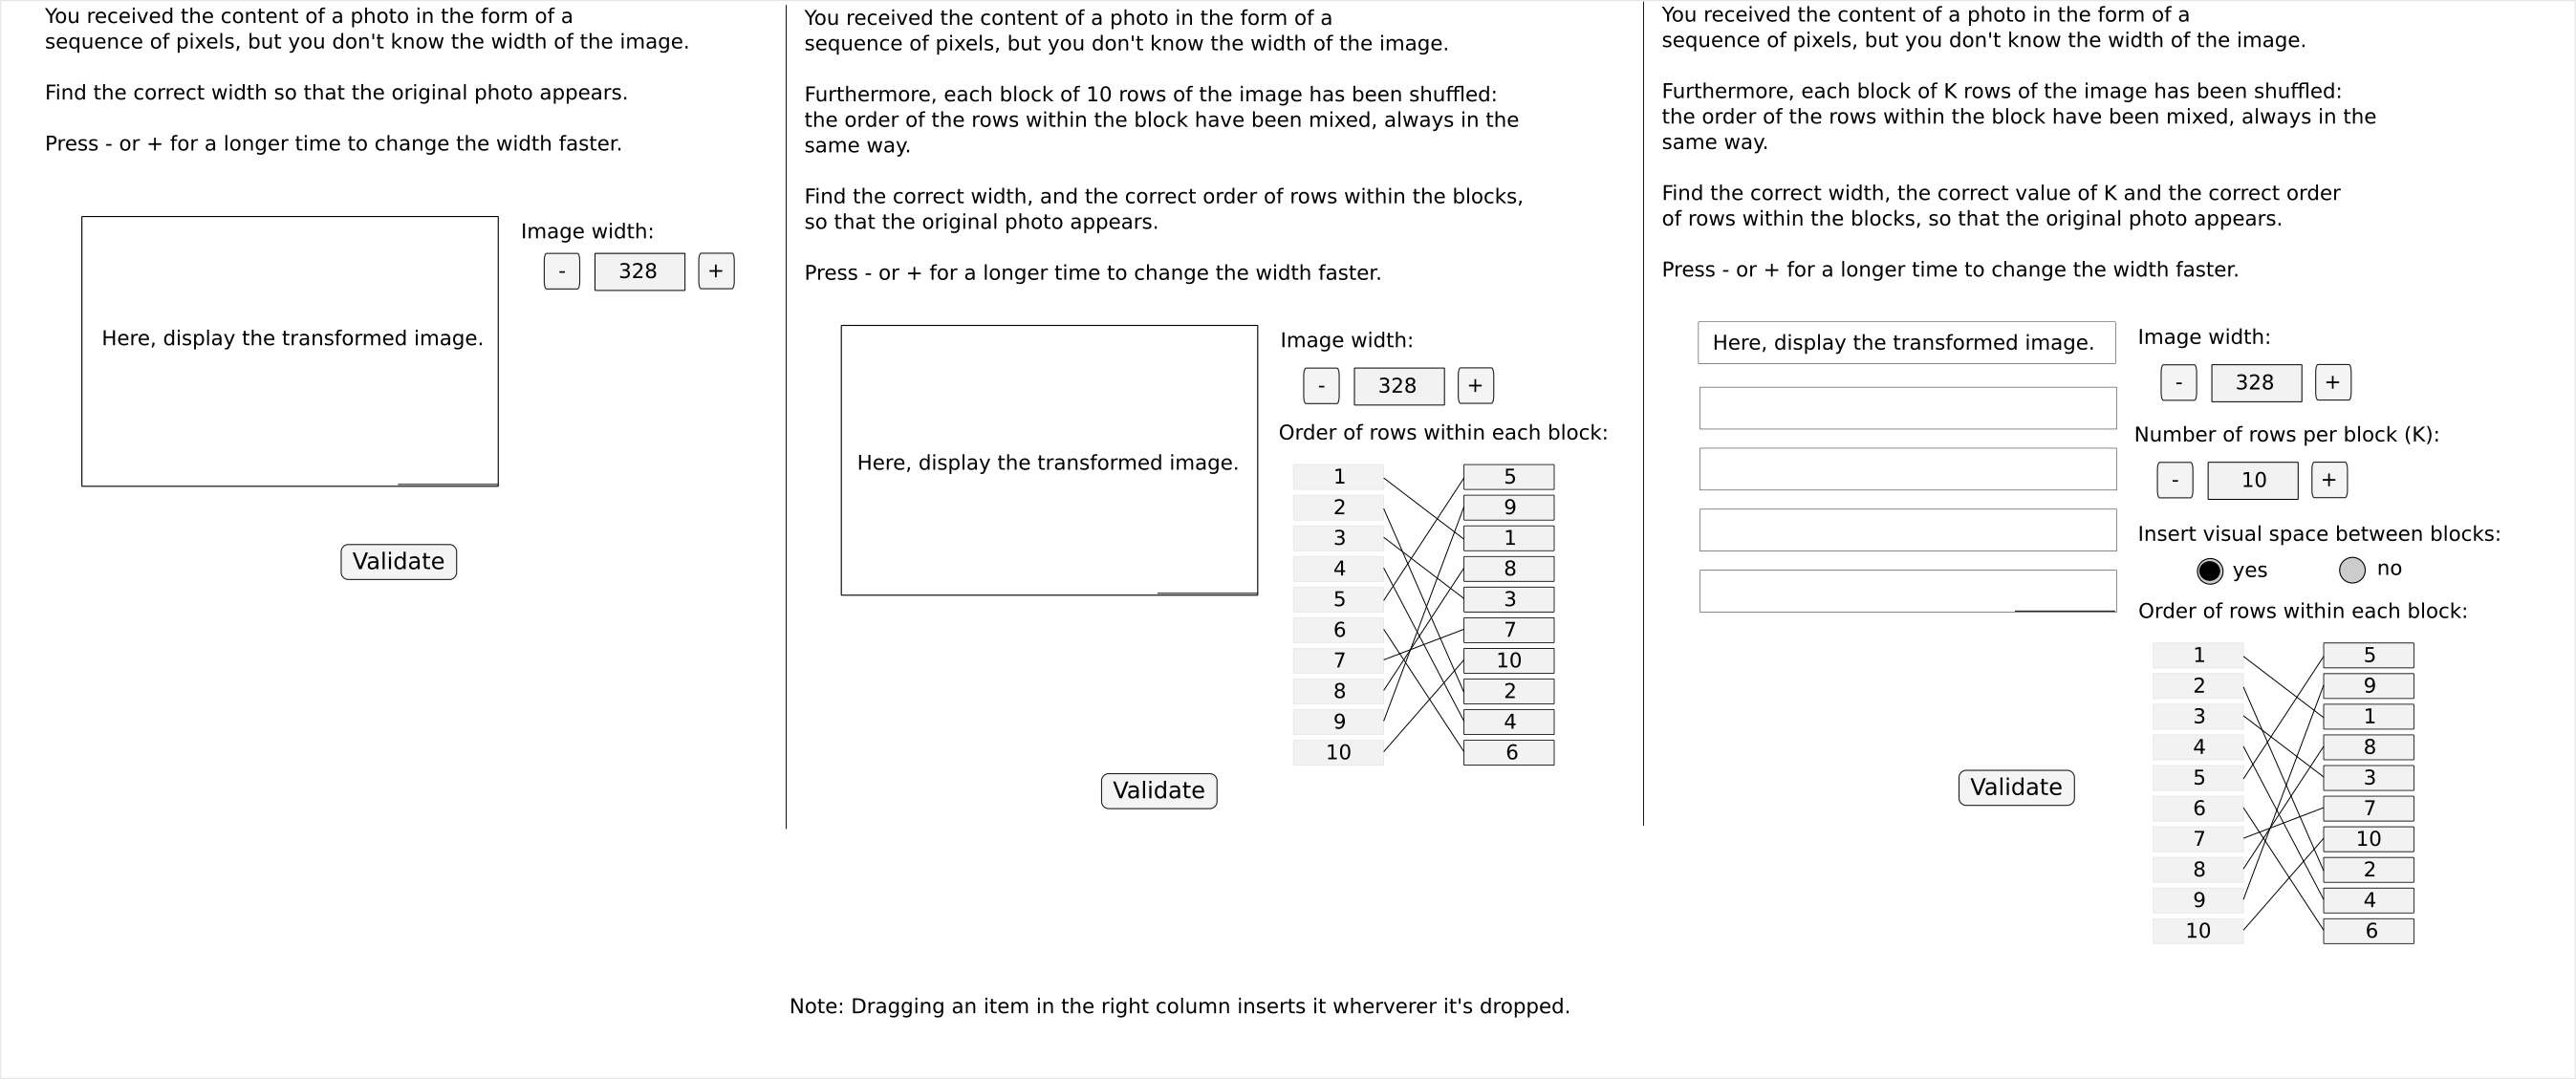 You received the content of a photo in the form of a
sequence of pixels, but you don't know the width of the image.
Find the correct width so that the original photo appears.
Press - or + for a longer time to change the width faster.
Image width:
- 328 +
Here, display the transformed image.
Validate
You received the content of a photo in the form of a
sequence of pixels, but you don't know the width of the image.
Furthermore, each block of 10 rows of the image has been shuffled:
the order of the rows within the block have been mixed, always in the
same way.
Find the correct width, and the correct order of rows within the blocks,
so that the original photo appears.
Press - or + for a longer time to change the width faster.
Image width:
- 328 +
Here, display the transformed image.
Order of rows within each block:
1 5
2 9
3 1
4 8
5 3
6 7
7 10
8 2
9 4
10 6
Validate
You received the content of a photo in the form of a
sequence of pixels, but you don't know the width of the image.
Furthermore, each block of K rows of the image has been shuffled:
the order of the rows within the block have been mixed, always in the
same way.
Find the correct width, the correct value of K and the correct order
of rows within the blocks, so that the original photo appears.
Press - or + for a longer time to change the width faster.
Here, display the transformed image.
Image width:
- 328 +
Number of rows per block (K):
- 10 +
Insert visual space between blocks:
yes no
Order of rows within each block:
1 5
2 9
3 1
4 8
5 3
6 7
7 10
8 2
9 4
10 6
Validate
Note: Dragging an item in the right column inserts it wherverer it's dropped.